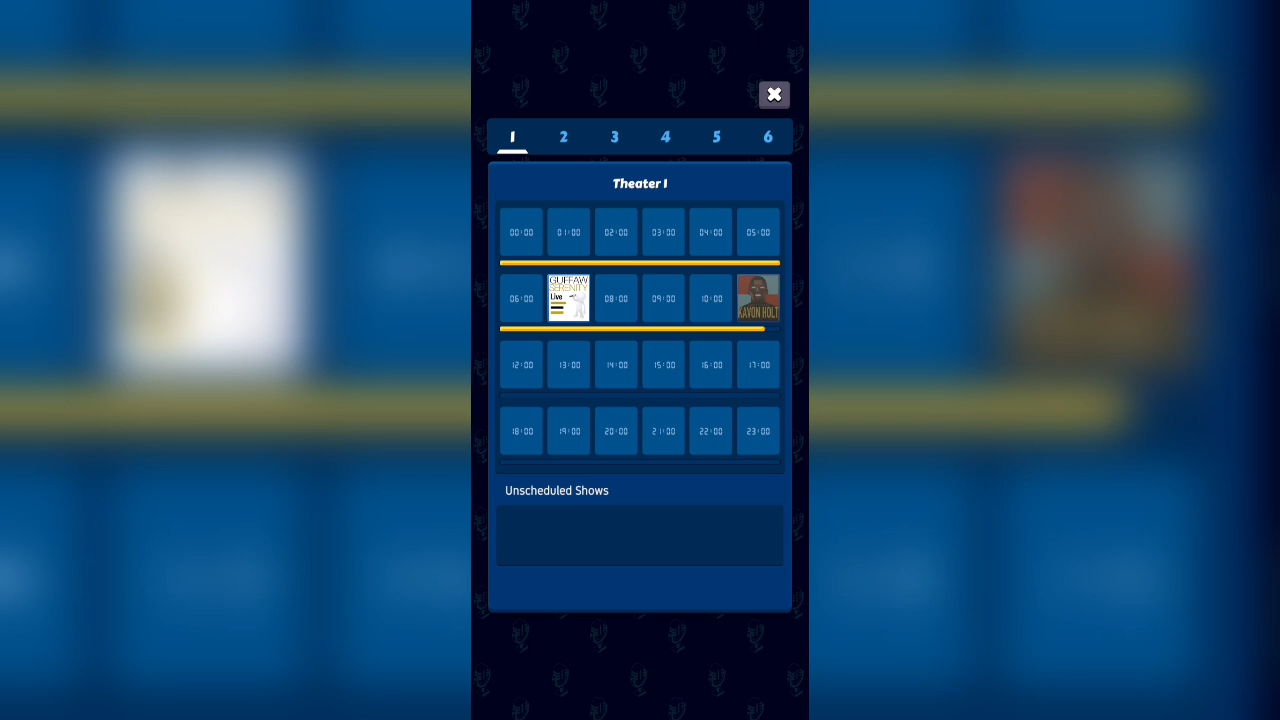 1 2 3 4 5 6
Theater 1
00:00 01:00 02:00 03:00 04:00 05:00
06:00 GUFFAW SERENITY Live 08:00 09:00 10:00 KAVON HOLT
12:00 13:00 14:00 15:00 16:00 17:00
18:00 19:00 20:00 21:00 22:00 23:00
Unscheduled Shows